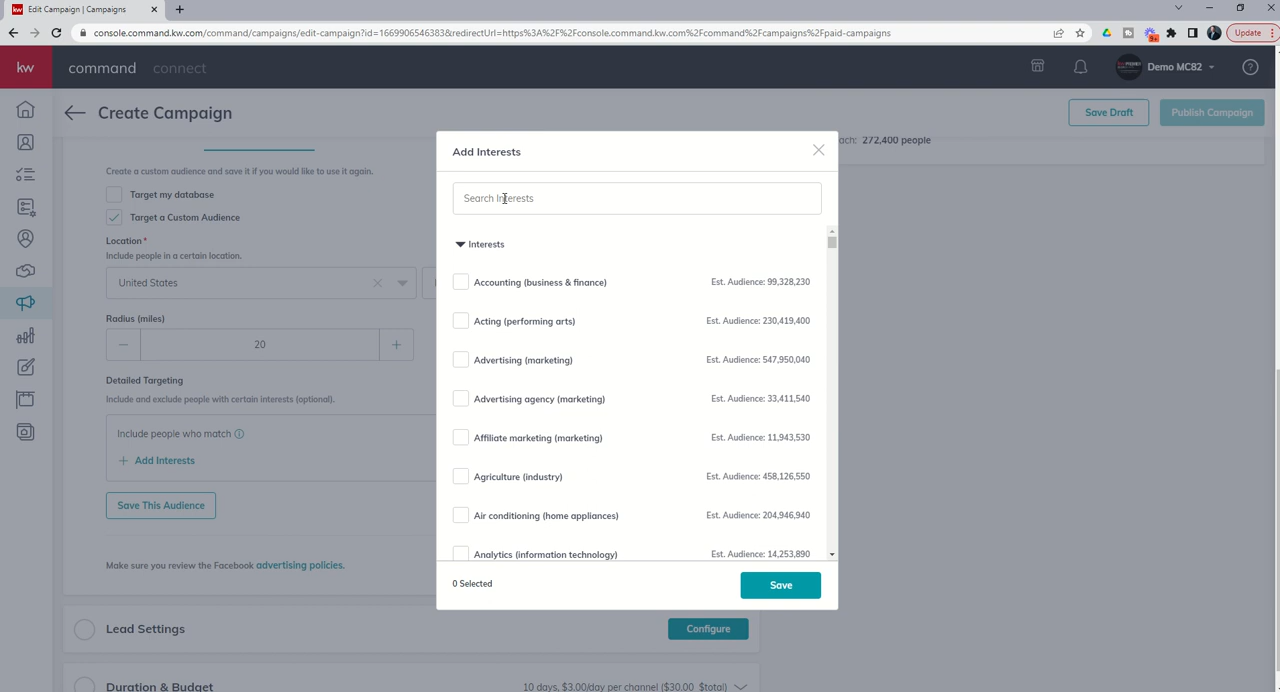 kw Edit Campaign | Campaigns
console.command.kw.com/command/campaigns/edit-campaign?id=1669906546383&redirectUrl=https%3A%2F%2Fconsole.command.kw.com%2Fcommand%2Fcampaigns%2Fpaid-campaigns
9+
Update
kw command connect
Demo MC82
Create Campaign
Save Draft
Publish Campaign
ach: 272,400 people
Create a custom audience and save it if you would like to use it again.
Target my database
Target a Custom Audience
Location*
Include people in a certain location.
United States
Radius (miles)
20
Detailed Targeting
Include and exclude people with certain interests (optional).
Include people who match
Add Interests
Save This Audience
Make sure you review the Facebook advertising policies.
Lead Settings
Configure
Duration & Budget
10 days, $3.00/day per channel ($30.00 $total)
Add Interests
Search Interests
Interests
Accounting (business & finance) Est. Audience: 99,328,230
Acting (performing arts) Est. Audience: 230,419,400
Advertising (marketing) Est. Audience: 547,950,040
Advertising agency (marketing) Est. Audience: 33,411,540
Affiliate marketing (marketing) Est. Audience: 11,943,530
Agriculture (industry) Est. Audience: 458,126,550
Air conditioning (home appliances) Est. Audience: 204,946,940
Analytics (information technology) Est. Audience: 14,253,890
0 Selected
Save